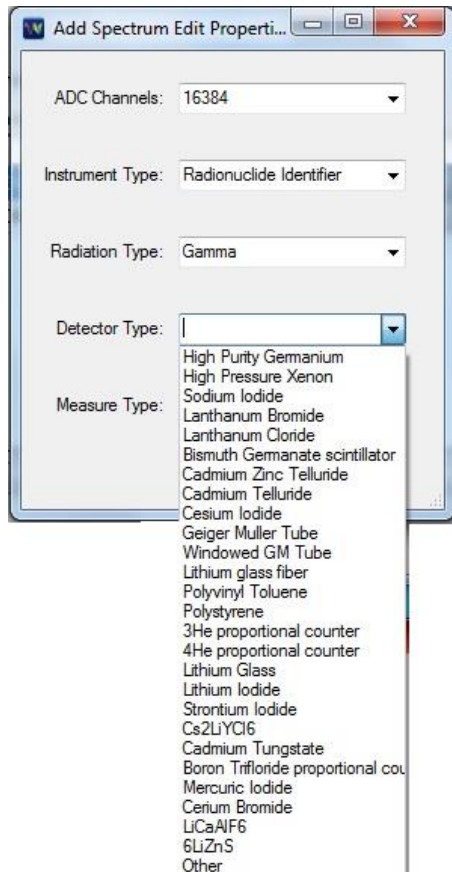 Add Spectrum Edit Properti...
ADC Channels: 16384
Instrument Type: Radionuclide Identifier
Radiation Type: Gamma
Detector Type:
High Purity Germanium
High Pressure Xenon
Sodium Iodide
Lanthanum Bromide
Measure Type:
Lanthanum Cloride
Bismuth Germanate scintillator
Cadmium Zinc Telluride
Cadmium Telluride
Cesium Iodide
Geiger Muller Tube
Windowed GM Tube
Lithium glass fiber
Polyvinyl Toluene
Polystyrene
3He proportional counter
4He proportional counter
Lithium Glass
Lithium Iodide
Strontium Iodide
Cs2LiYCl6
Cadmium Tungstate
Boron Trifloride proportional cou
Mercuric Iodide
Cerium Bromide
LiCaAlF6
6LiZnS
Other